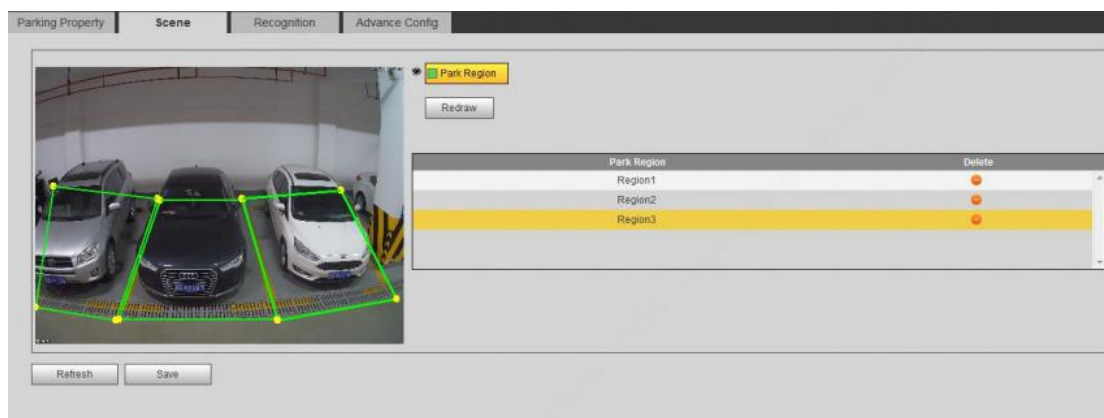 Parking Property Scene Recognition Advance Config
Park Region
Redraw
Park Region Delete
Region1
Region2
Region3
Refresh Save